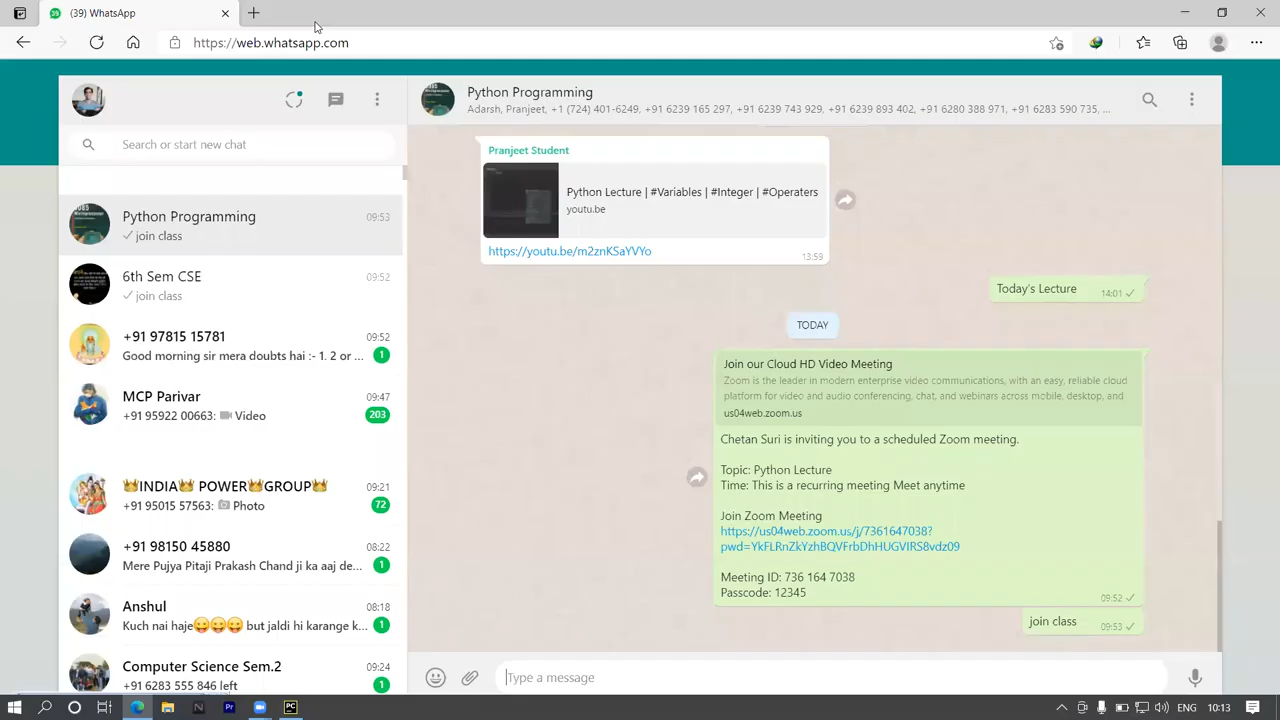 (39) WhatsApp
https://web.whatsapp.com
Search or start new chat
Python Programming
09:53
✓ join class
6th Sem CSE
09:52
✓ join class
+91 97815 15781
09:52
Good morning sir mera doubts hai :- 1. 2 or ...
1
MCP Parivar
09:47
+91 95922 00663: Video
203
👑INDIA👑 POWER👑GROUP👑
09:21
+91 95015 57563: Photo
72
+91 98150 45880
08:22
Mere Pujya Pitaji Prakash Chand ji ka aaj de...
1
Anshul
08:18
Kuch nai haje😜😜😜 but jaldi hi karange k...
1
Computer Science Sem.2
09:24
+91 6283 555 846 left
1
Python Programming
Adarsh, Pranjeet, +1 (724) 401-6249, +91 6239 165 297, +91 6239 743 929, +91 6239 893 402, +91 6280 388 971, +91 6283 590 735, ...
Pranjeet Student
Python Lecture | #Variables | #Integer | #Operaters
youtu.be
https://youtu.be/m2znKSaYVYo
13:59
Today's Lecture
14:01 ✓
TODAY
Join our Cloud HD Video Meeting
Zoom is the leader in modern enterprise video communications, with an easy, reliable cloud
platform for video and audio conferencing, chat, and webinars across mobile, desktop, and
us04web.zoom.us
Chetan Suri is inviting you to a scheduled Zoom meeting.
Topic: Python Lecture
Time: This is a recurring meeting Meet anytime
Join Zoom Meeting
https://us04web.zoom.us/j/7361647038?
pwd=YkFLRnZkYzhBQVFrbDhHUGVIRS8vdz09
Meeting ID: 736 164 7038
Passcode: 12345
09:52 ✓
join class
09:53 ✓
Type a message
ENG
10:13